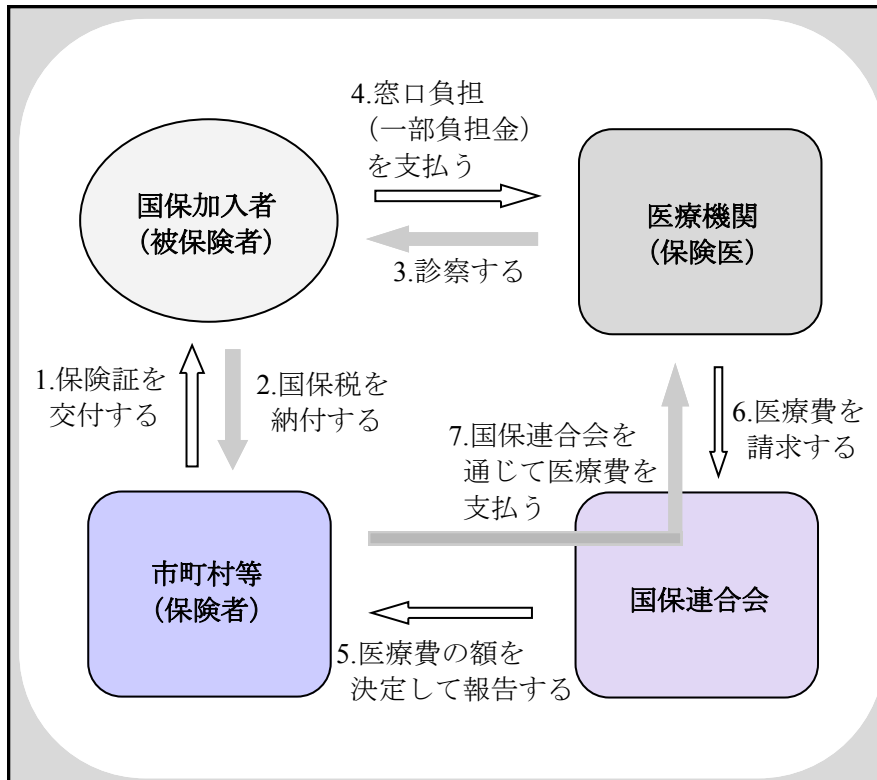 4.窓口負担
(一部負担金)
を支払う
国保加入者
(被保険者)
医療機関
(保険医)
3.診察する
1.保険証を
交付する
2.国保税を
納付する
7.国保連合会を
通じて医療費を
支払う
6.医療費を
請求する
市町村等
(保険者)
国保連合会
5.医療費の額を
決定して報告する